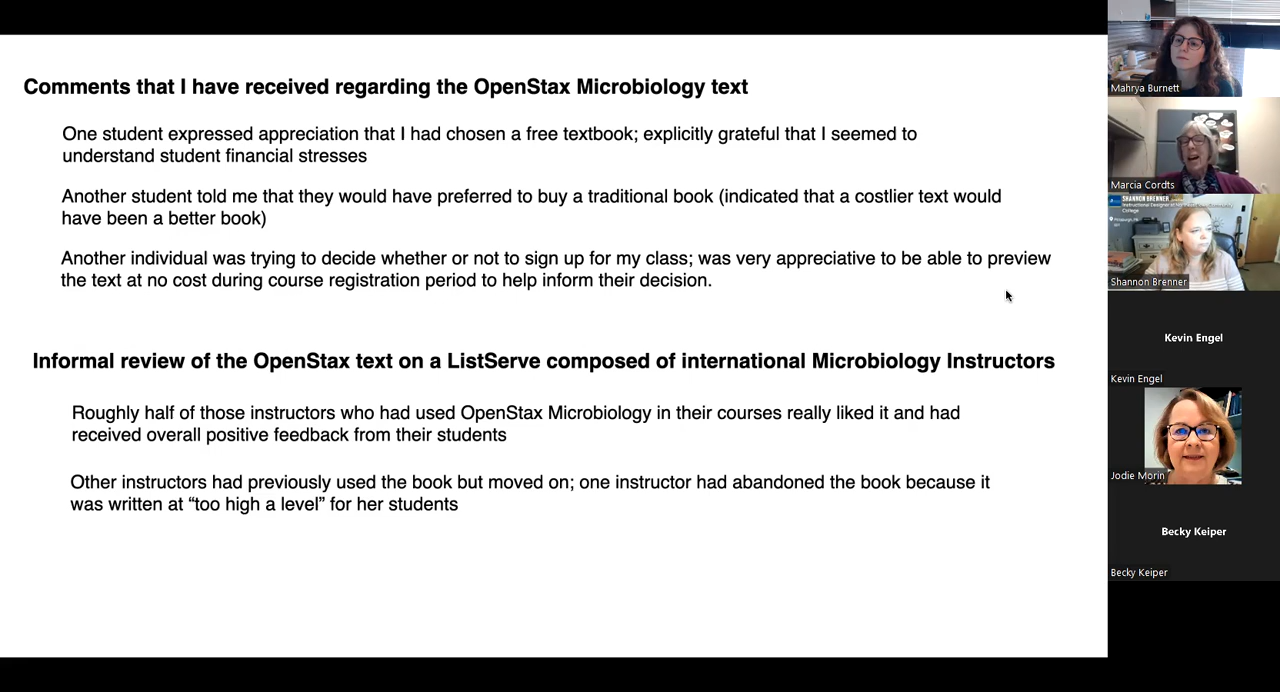 Comments that I have received regarding the OpenStax Microbiology text
One student expressed appreciation that I had chosen a free textbook; explicitly grateful that I seemed to
understand student financial stresses
Another student told me that they would have preferred to buy a traditional book (indicated that a costlier text would
have been a better book)
Another individual was trying to decide whether or not to sign up for my class; was very appreciative to be able to preview
the text at no cost during course registration period to help inform their decision.
Informal review of the OpenStax text on a ListServe composed of international Microbiology Instructors
Roughly half of those instructors who had used OpenStax Microbiology in their courses really liked it and had
received overall positive feedback from their students
Other instructors had previously used the book but moved on; one instructor had abandoned the book because it
was written at “too high a level” for her students
Mahrya Burnett
Marcia Cordts
SHANNON BRENNER
College
Shannon Brenner
Kevin Engel
Kevin Engel
Jodie Morin
Becky Keiper
Becky Keiper